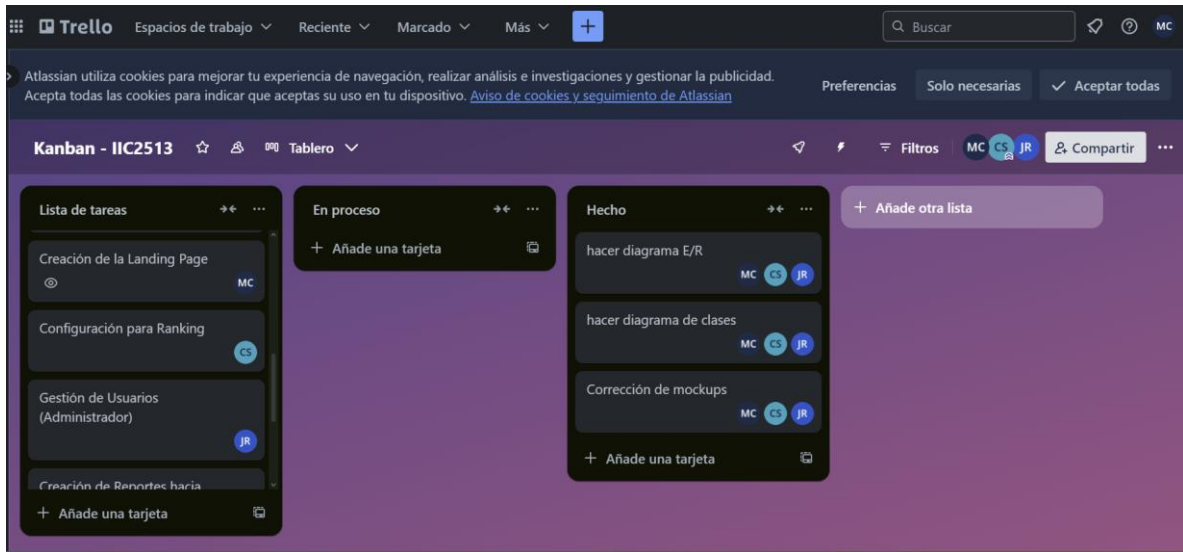 Trello
Espacios de trabajo
Reciente
Marcado
Más
+
Buscar
MC
Atlassian utiliza cookies para mejorar tu experiencia de navegación, realizar análisis e investigaciones y gestionar la publicidad.
Acepta todas las cookies para indicar que aceptas su uso en tu dispositivo. Aviso de cookies y seguimiento de Atlassian
Preferencias
Solo necesarias
Aceptar todas
Kanban - IIC2513
Tablero
Filtros
MC CS JR
Compartir
Lista de tareas
Creación de la Landing Page
MC
Configuración para Ranking
CS
Gestión de Usuarios
(Administrador)
JR
Creación de Reportes hacia
+ Añade una tarjeta
En proceso
+ Añade una tarjeta
Hecho
hacer diagrama E/R
MC CS JR
hacer diagrama de clases
MC CS JR
Corrección de mockups
MC CS JR
+ Añade una tarjeta
+ Añade otra lista